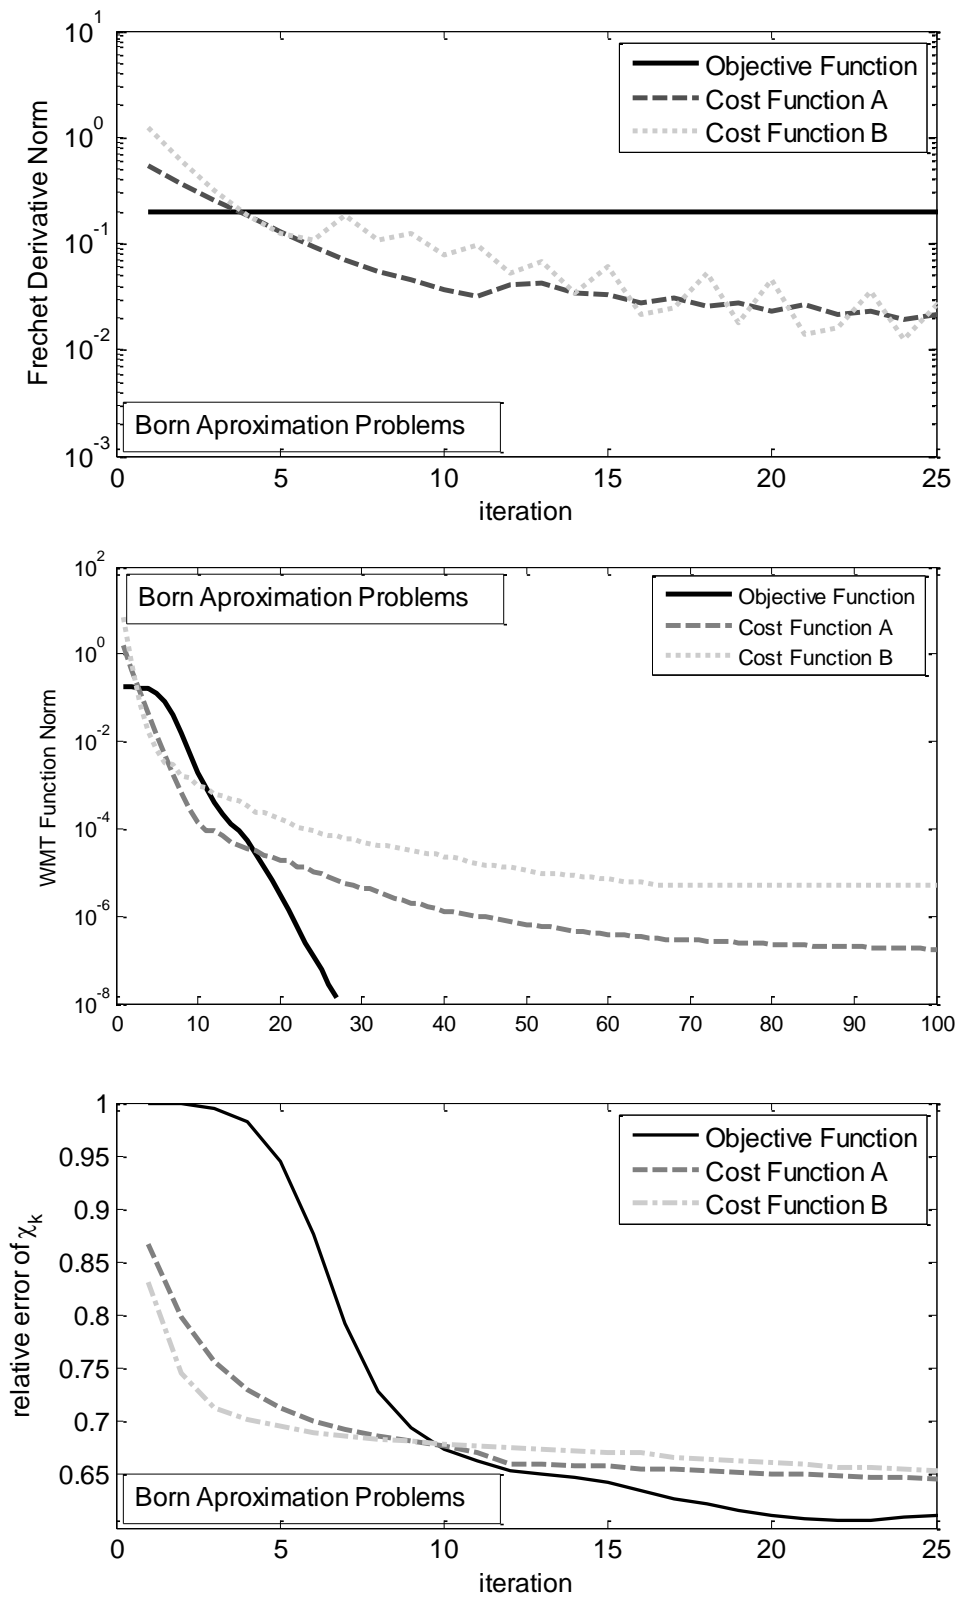 10^1
10^0
10^-1
10^-2
10^-3
Frechet Derivative Norm
Objective Function
Cost Function A
Cost Function B
Born Aproximation Problems
0 5 10 15 20 25
iteration
10^2
10^0
10^-2
10^-4
10^-6
10^-8
WMT Function Norm
Born Aproximation Problems
Objective Function
Cost Function A
Cost Function B
0 10 20 30 40 50 60 70 80 90 100
1
0.95
0.9
0.85
0.8
0.75
0.7
0.65
relative error of χ_k
Objective Function
Cost Function A
Cost Function B
Born Aproximation Problems
0 5 10 15 20 25
iteration